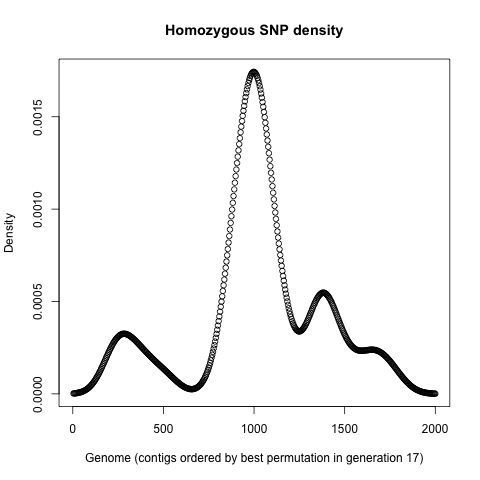 Homozygous SNP density
Density
0.0015
0.0010
0.0005
0.0000
0 500 1000 1500 2000
Genome (contigs ordered by best permutation in generation 17)